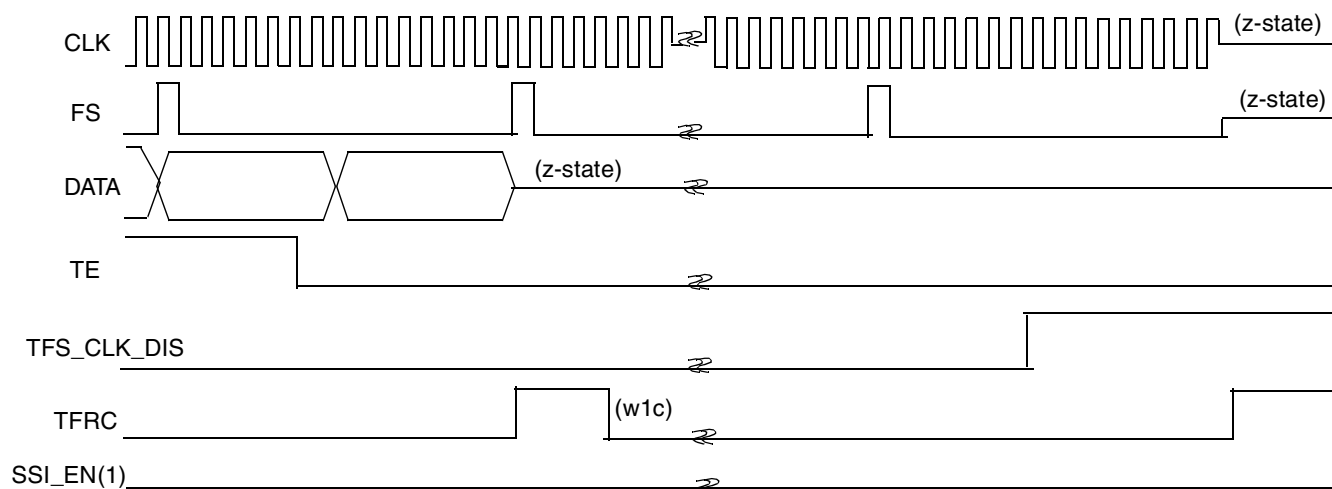 CLK
(z-state)
FS
(z-state)
DATA
(z-state)
TE
TFS_CLK_DIS
TFRC
(w1c)
SSI_EN(1)